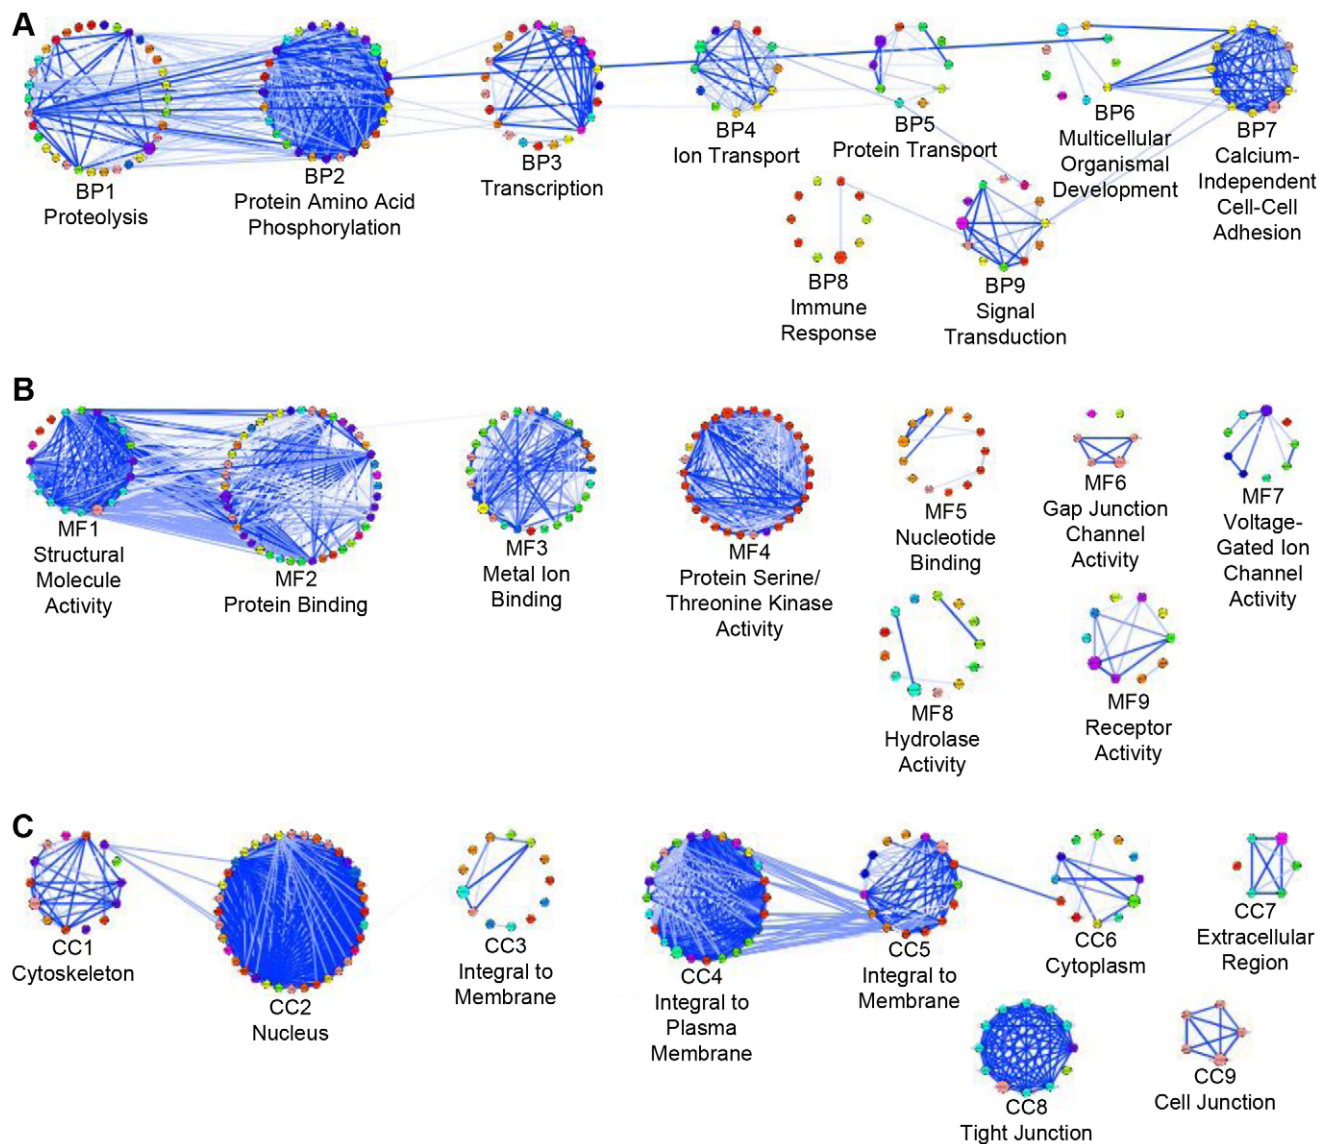 A
BP1
Proteolysis
BP2
Protein Amino Acid
Phosphorylation
BP3
Transcription
BP4
Ion Transport
BP5
Protein Transport
BP6
Multicellular
Organismal
Development
BP7
Calcium-
Independent
Cell-Cell
Adhesion
BP8
Immune
Response
BP9
Signal
Transduction
B
MF1
Structural
Molecule
Activity
MF2
Protein Binding
MF3
Metal Ion
Binding
MF4
Protein Serine/
Threonine Kinase
Activity
MF5
Nucleotide
Binding
MF6
Gap Junction
Channel
Activity
MF7
Voltage-
Gated Ion
Channel
Activity
MF8
Hydrolase
Activity
MF9
Receptor
Activity
C
CC1
Cytoskeleton
CC2
Nucleus
CC3
Integral to
Membrane
CC4
Integral to
Plasma
Membrane
CC5
Integral to
Membrane
CC6
Cytoplasm
CC7
Extracellular
Region
CC8
Tight Junction
CC9
Cell Junction